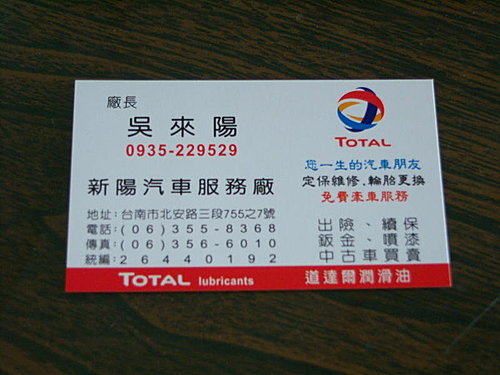 廠長
吳來陽
0935-229529
新陽汽車服務廠
地址:台南市北安路三段755之7號
電話:(06)355-8368
傳真:(06)356-6010
統編:26440192
TOTAL
您一生的汽車朋友
定保維修.輪胎更換
免費牽車服務
出險、續保
鈑金、噴漆
中古車買賣
TOTAL lubricants 道達爾潤滑油